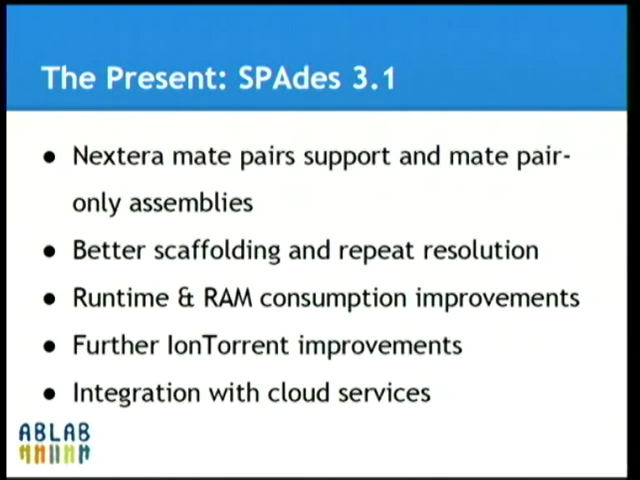 The Present: SPAdes 3.1
● Nextera mate pairs support and mate pair-
only assemblies
● Better scaffolding and repeat resolution
● Runtime & RAM consumption improvements
● Further IonTorrent improvements
● Integration with cloud services
ABLAB